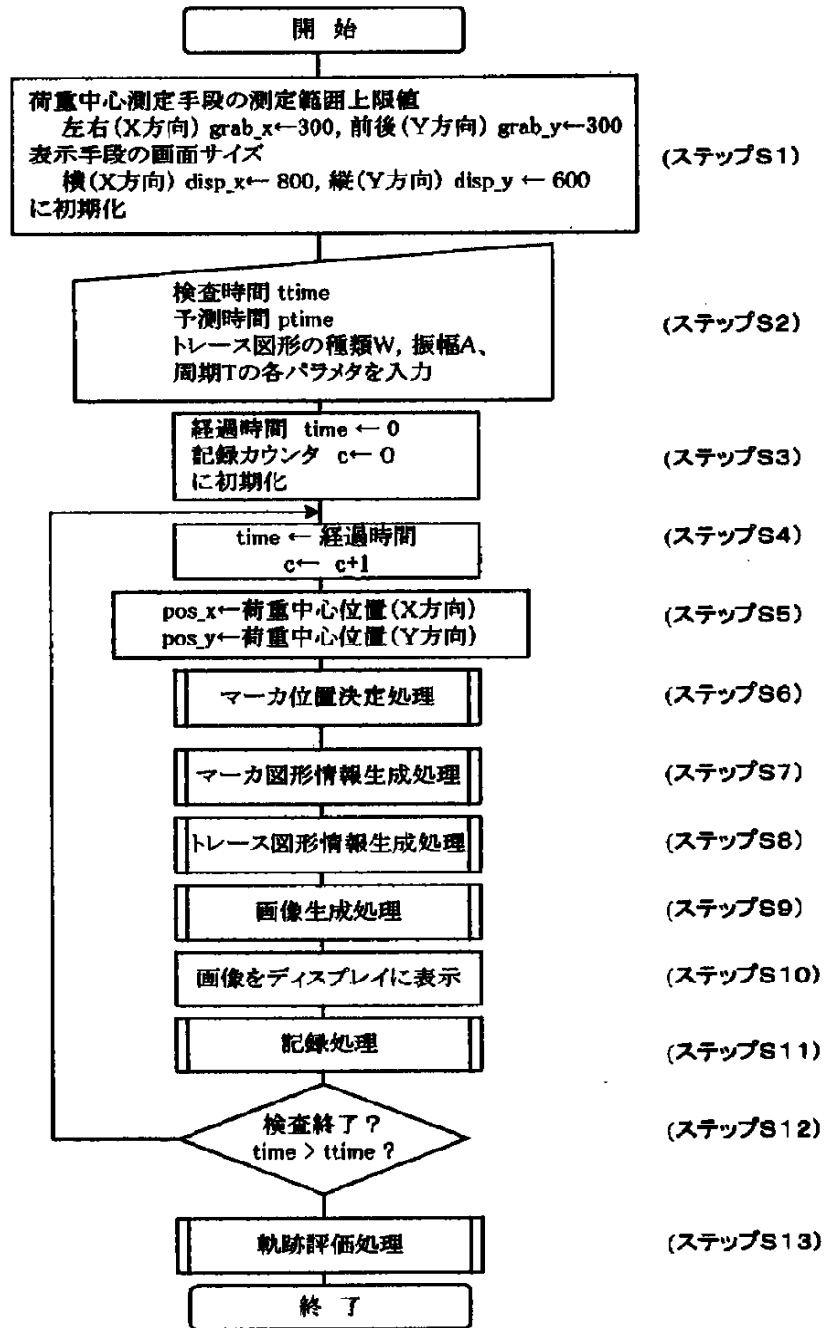 開 始
荷重中心測定手段の測定範囲上限値
左右(X方向) grab_x←300, 前後(Y方向) grab_y←300
表示手段の画面サイズ
横(X方向) disp_x← 800, 縦(Y方向) disp_y ← 600
に初期化
(ステップS1)
検査時間 ttime
予測時間 ptime
トレース図形の種類W, 振幅A、
周期Tの各パラメタを入力
(ステップS2)
経過時間 time ← 0
記録カウンタ c← 0
に初期化
(ステップS3)
time ← 経過時間
c← c+1
(ステップS4)
pos_x←荷重中心位置(X方向)
pos_y←荷重中心位置(Y方向)
(ステップS5)
マーカ位置決定処理
(ステップS6)
マーカ図形情報生成処理
(ステップS7)
トレース図形情報生成処理
(ステップS8)
画像生成処理
(ステップS9)
画像をディスプレイに表示
(ステップS10)
記録処理
(ステップS11)
検査終了?
time > ttime ?
(ステップS12)
軌跡評価処理
(ステップS13)
終 了